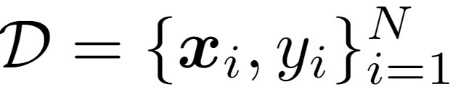 𝒟 = {𝒙ᵢ, yᵢ}ᵢ₌₁ᴺ